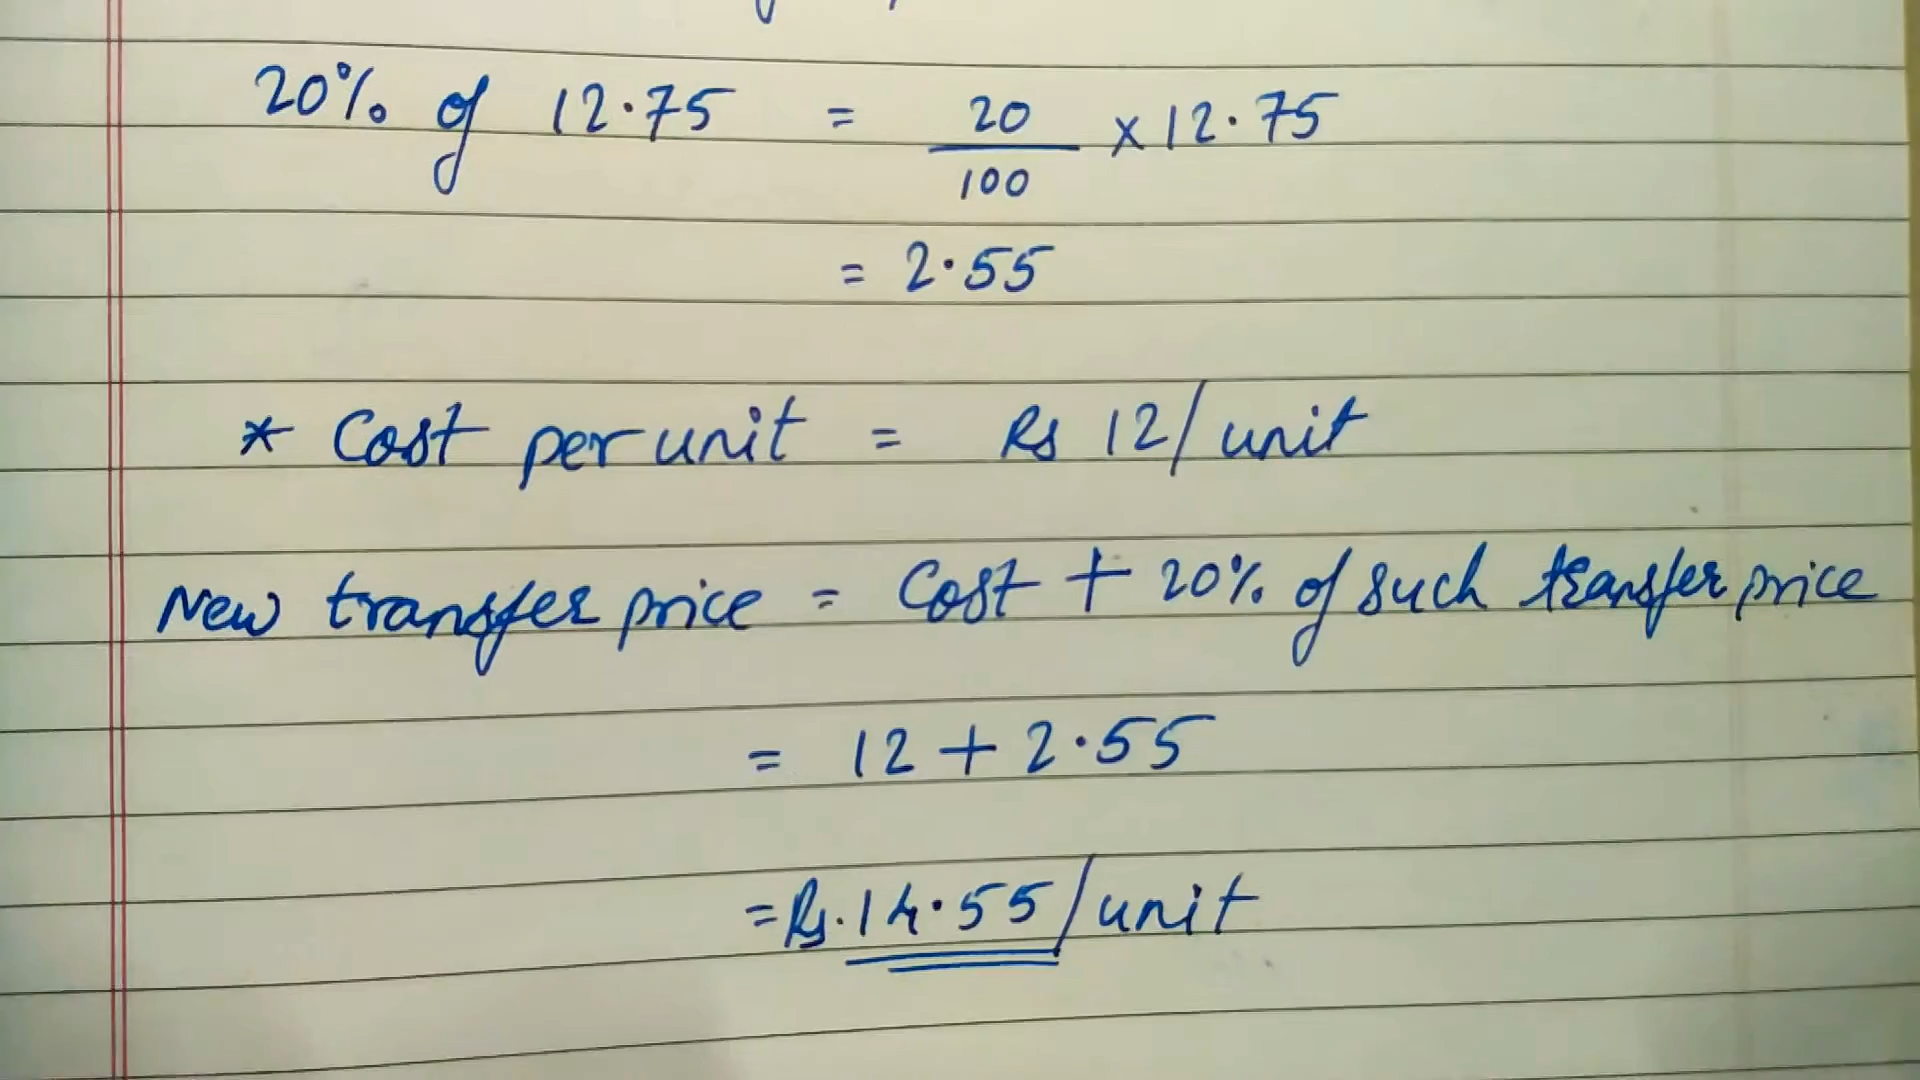 20% of 12.75 = 20/100 x 12.75
= 2.55
* Cost per unit = Rs 12/unit
New transfer price = Cost + 20% of such transfer price
= 12 + 2.55
= Rs. 14.55/unit